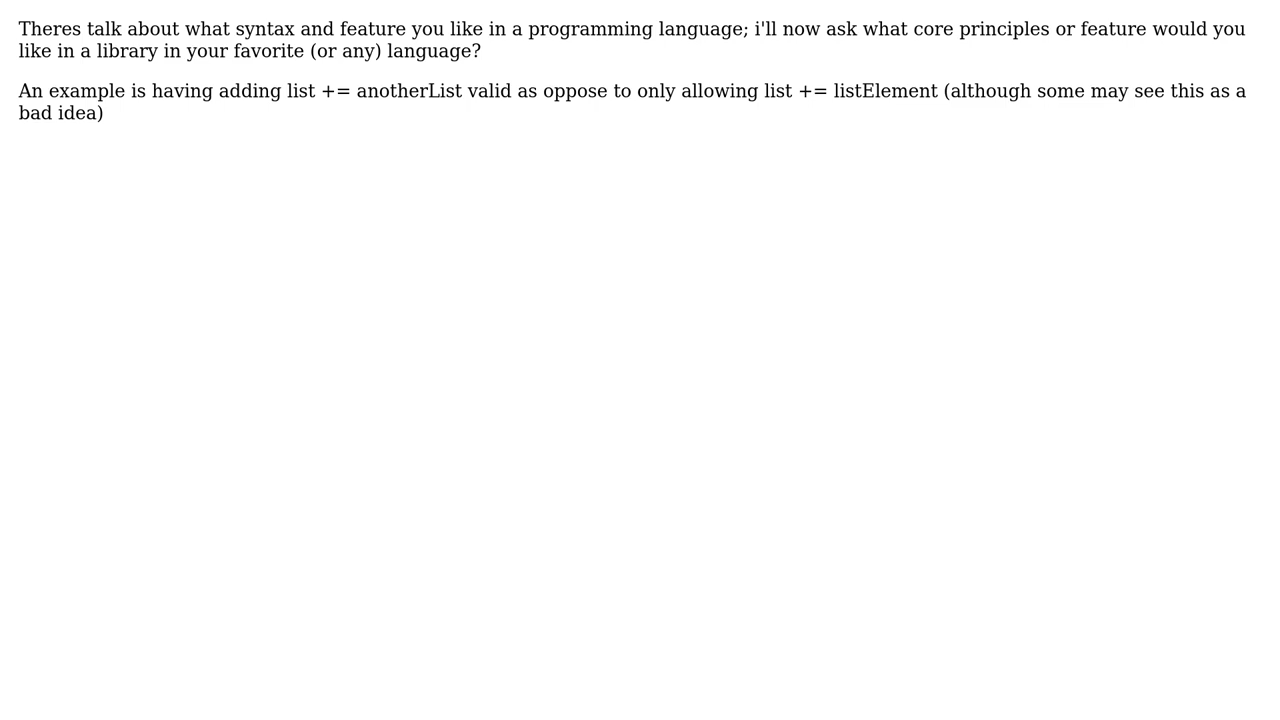 Theres talk about what syntax and feature you like in a programming language; i'll now ask what core principles or feature would you
like in a library in your favorite (or any) language?
An example is having adding list += anotherList valid as oppose to only allowing list += listElement (although some may see this as a
bad idea)